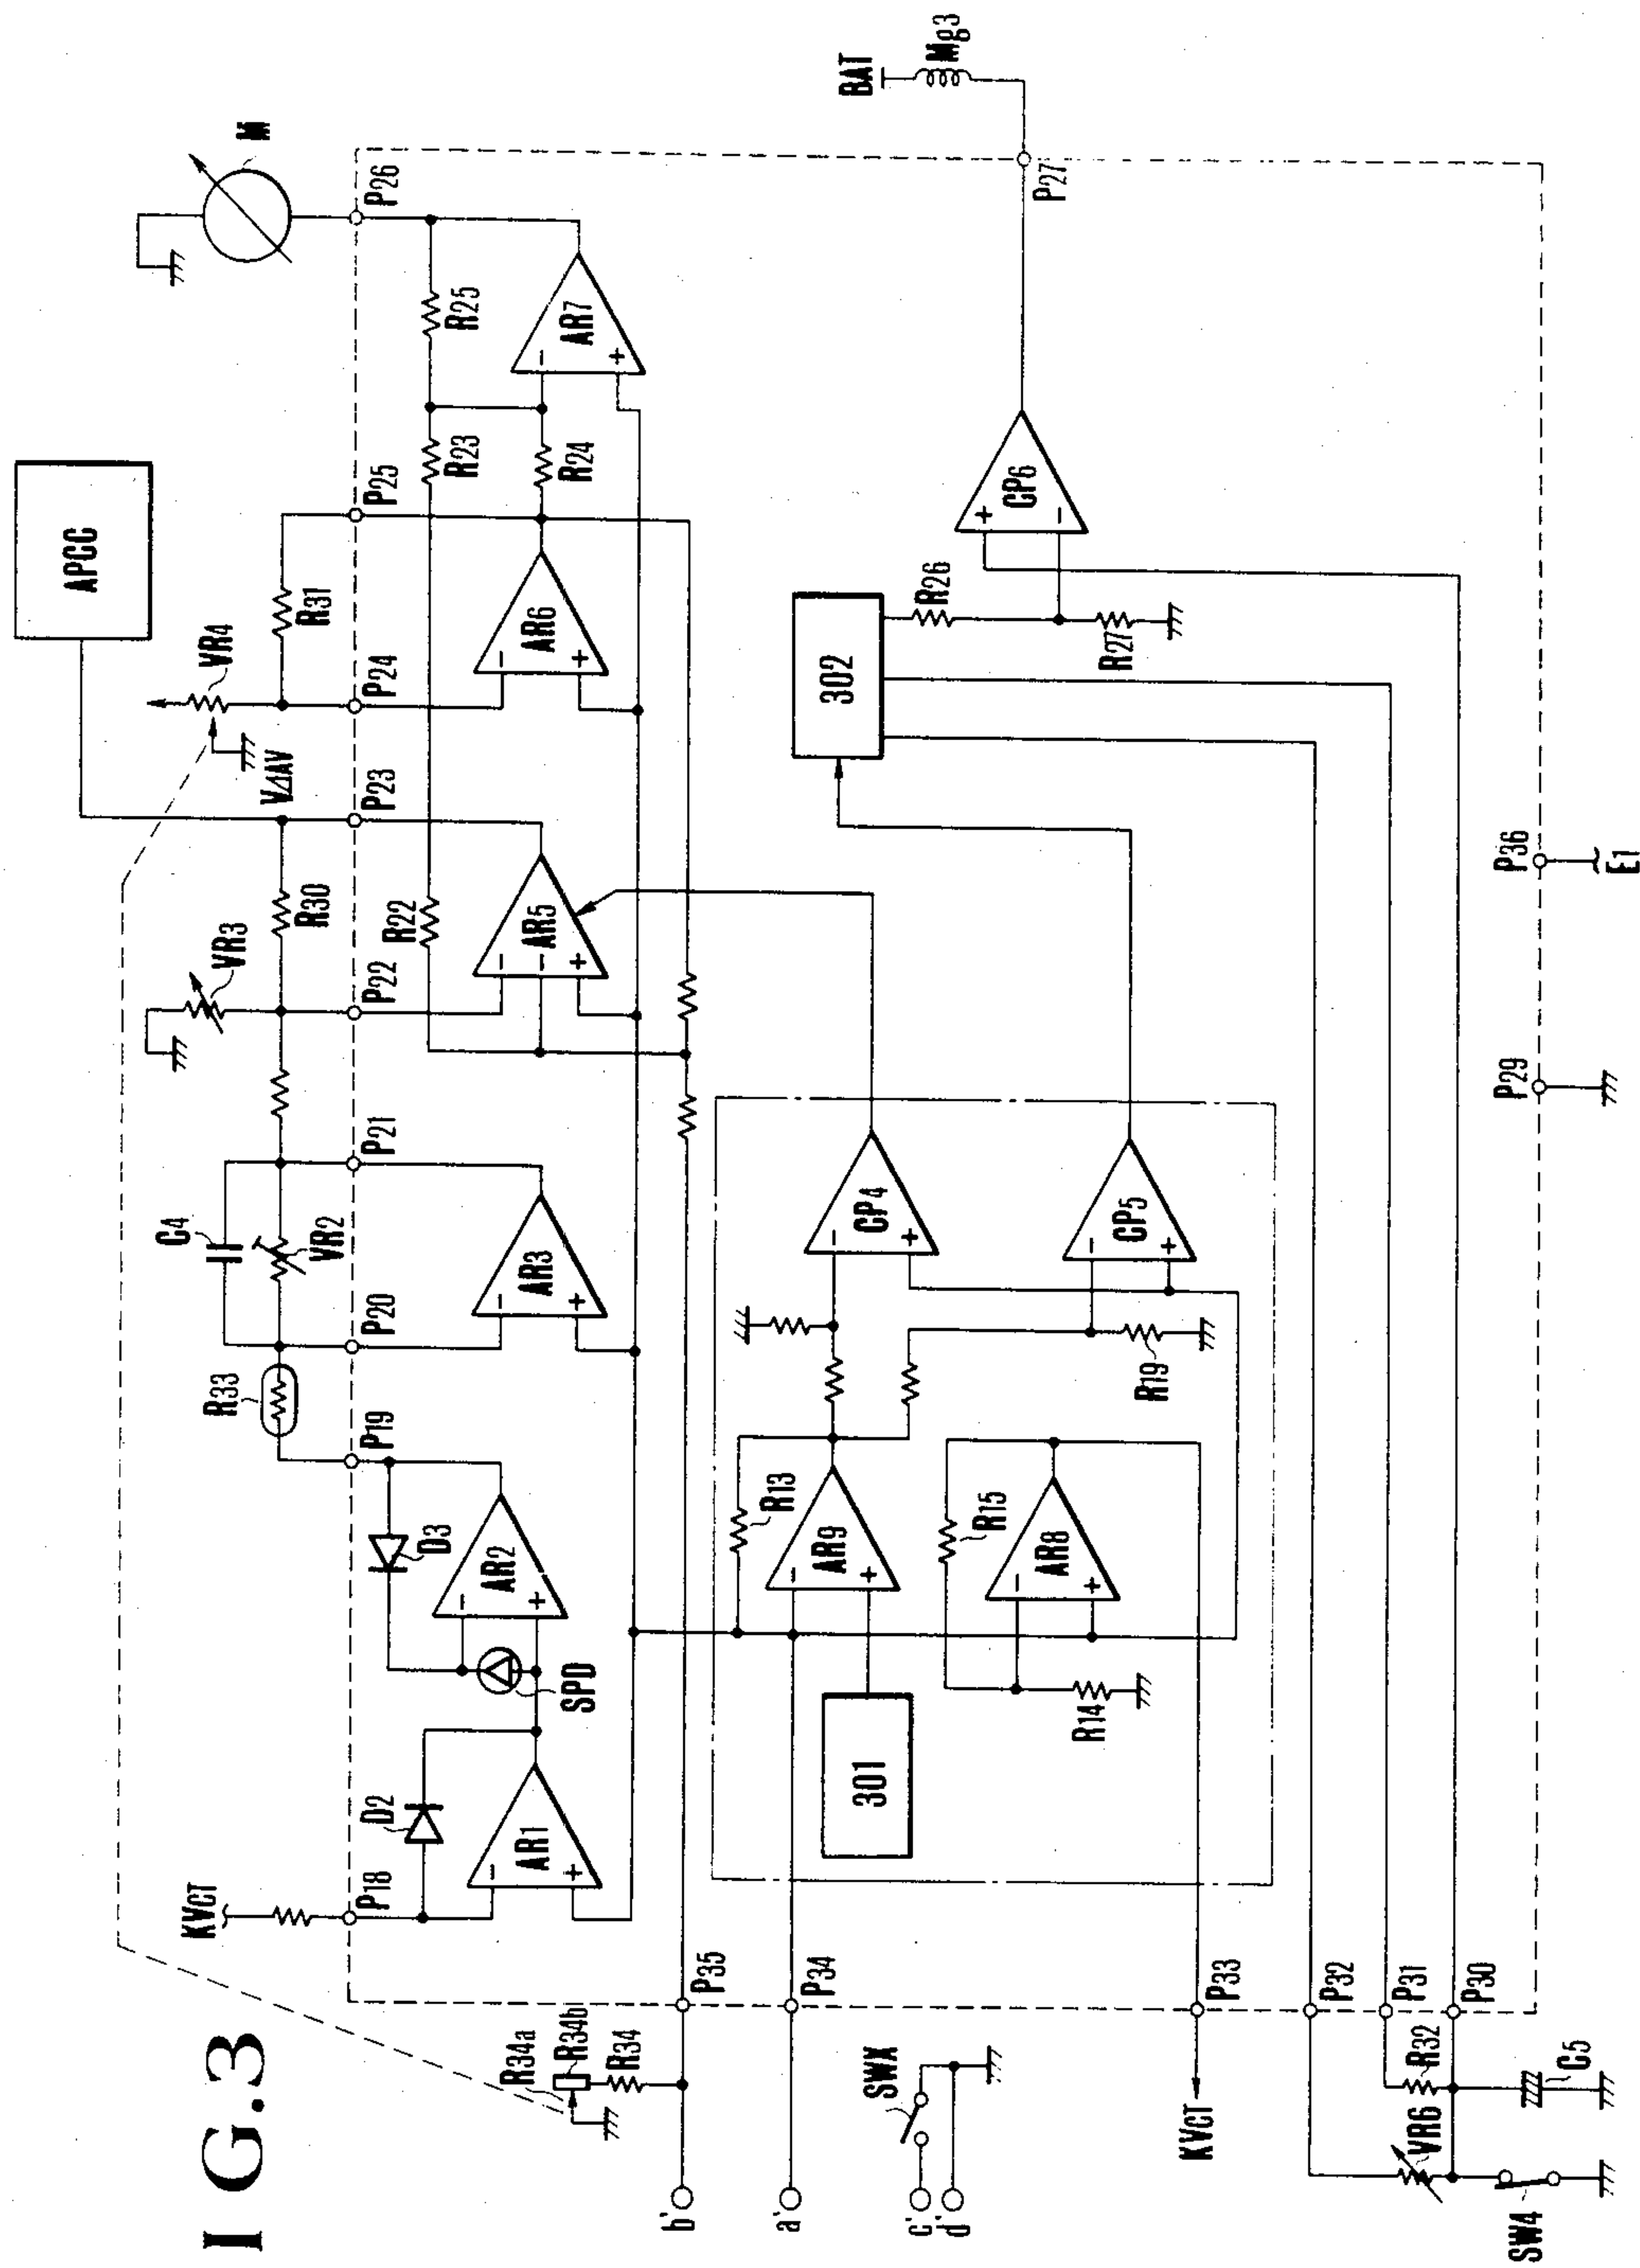 I G.3
APCC
M
BAT
Mg3
VR4
V⊿AV
R31
P26
P25
P24
P23
P22
P21
P20
P19
P18
R30
VR3
C4
VR2
R33
KVCT
R25
R23
R24
R22
AR7
AR6
AR5
AR3
D3
AR2
SPD
D2
AR1
-
+
P27
CP6
R26
R27
302
CP4
CP5
R19
R13
AR9
R15
AR8
R14
301
P36
E1
P29
R34a
R34b
R34
P35
P34
P33
P32
P31
P30
b'
a'
c'
d'
SWX
KVCT
R32
VR6
C5
SW4